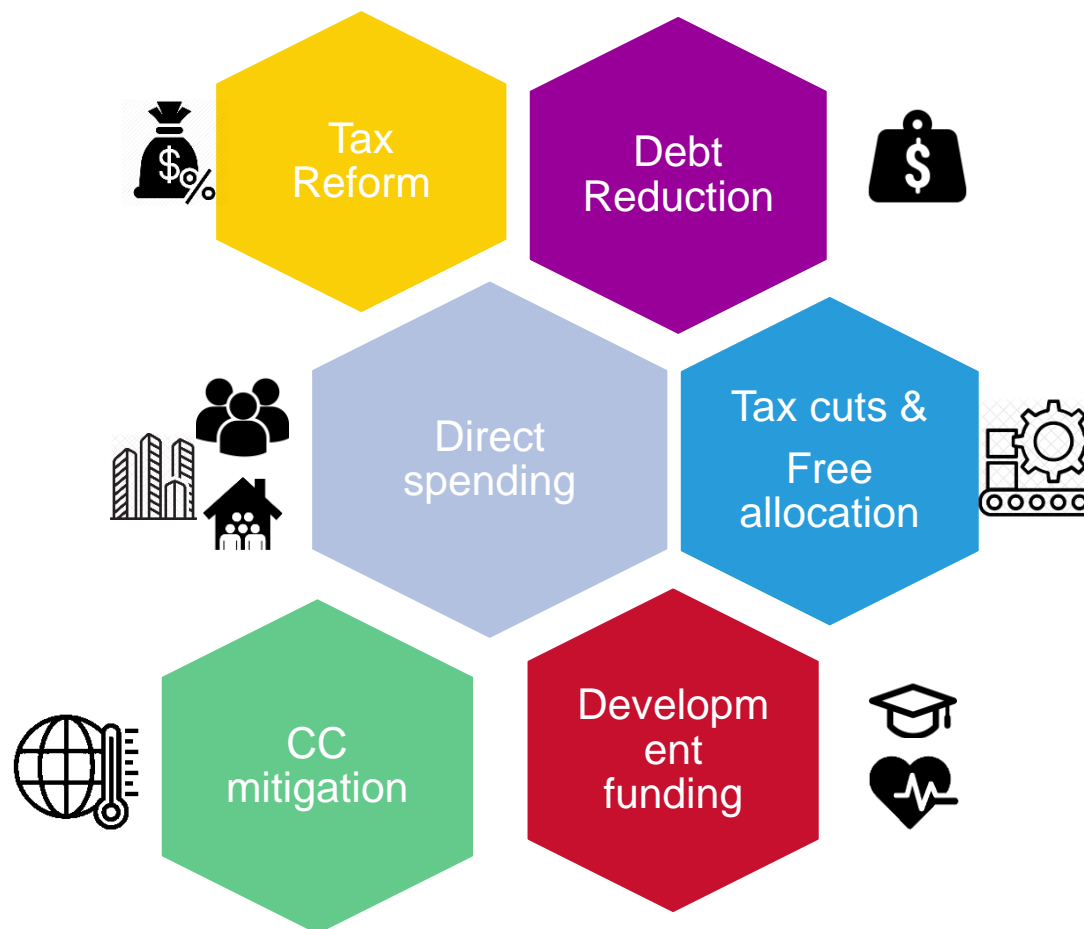 Tax
Reform
Debt
Reduction
$
%
$
Direct
spending
Tax cuts &
Free
allocation
CC
mitigation
Developm
ent
funding